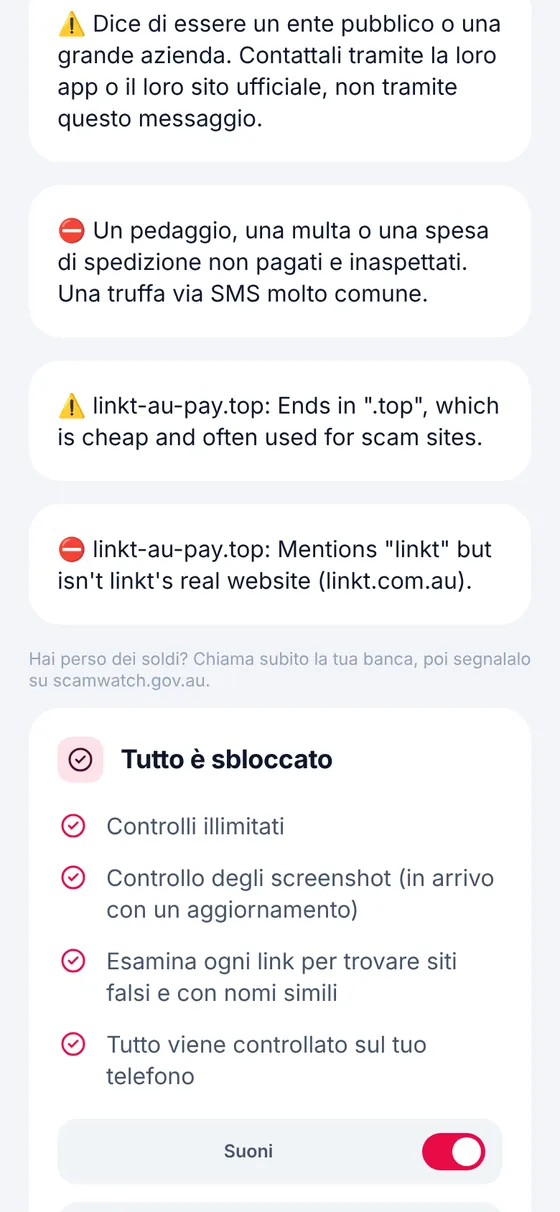 ⚠️ Dice di essere un ente pubblico o una
grande azienda. Contattali tramite la loro
app o il loro sito ufficiale, non tramite
questo messaggio.
⛔ Un pedaggio, una multa o una spesa
di spedizione non pagati e inaspettati.
Una truffa via SMS molto comune.
⚠️ linkt-au-pay.top: Ends in ".top", which
is cheap and often used for scam sites.
⛔ linkt-au-pay.top: Mentions "linkt" but
isn't linkt's real website (linkt.com.au).
Hai perso dei soldi? Chiama subito la tua banca, poi segnalalo
su scamwatch.gov.au.
Tutto è sbloccato
Controlli illimitati
Controllo degli screenshot (in arrivo
con un aggiornamento)
Esamina ogni link per trovare siti
falsi e con nomi simili
Tutto viene controllato sul tuo
telefono
Suoni